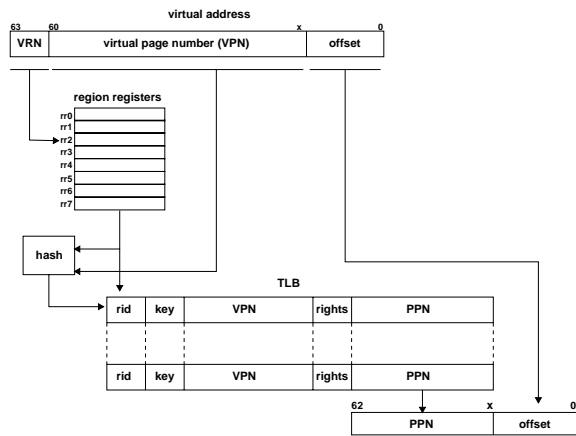 virtual address
63 60 x 0
VRN virtual page number (VPN) offset
region registers
rr0
rr1
rr2
rr3
rr4
rr5
rr6
rr7
hash
TLB
rid key VPN rights PPN
rid key VPN rights PPN
62 x 0
PPN offset